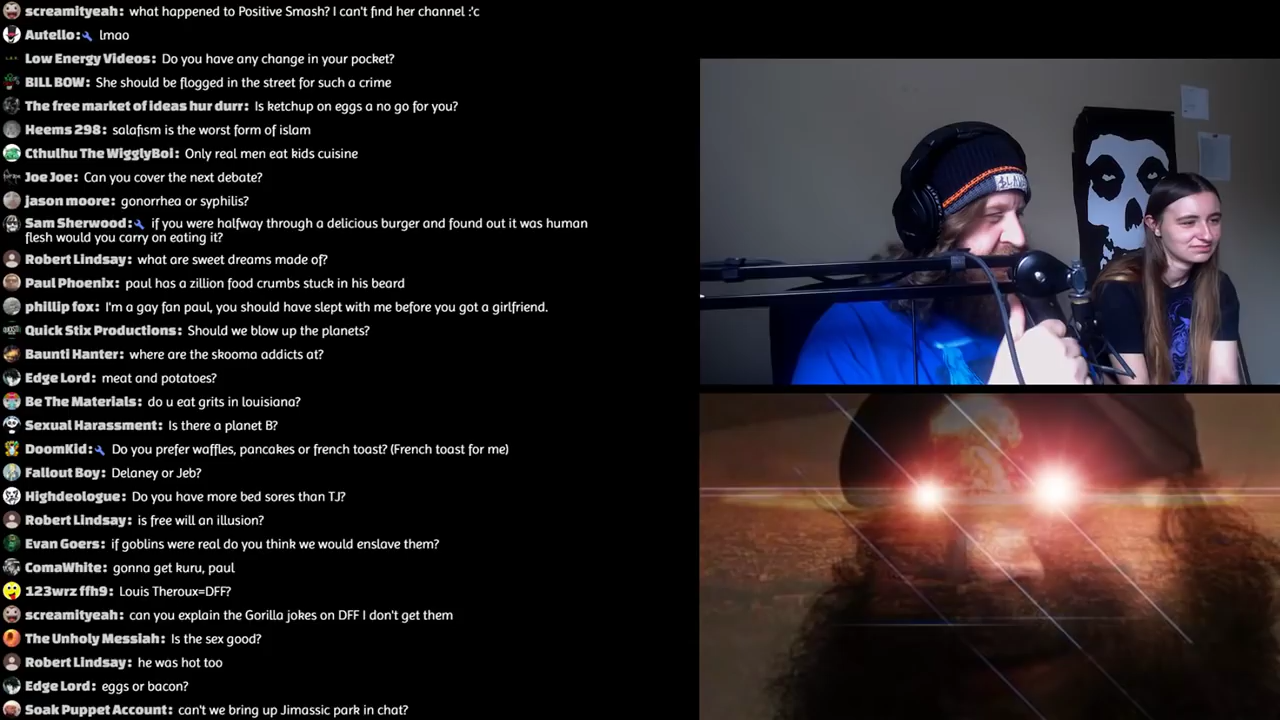 screamityeah: what happened to Positive Smash? I can't find her channel :'c
Autello: lmao
Low Energy Videos: Do you have any change in your pocket?
BILL BOW: She should be flogged in the street for such a crime
The free market of ideas hur durr: Is ketchup on eggs a no go for you?
Heems 298: salafism is the worst form of islam
Cthulhu The WigglyBoi: Only real men eat kids cuisine
Joe Joe: Can you cover the next debate?
jason moore: gonorrhea or syphilis?
Sam Sherwood: if you were halfway through a delicious burger and found out it was human
flesh would you carry on eating it?
Robert Lindsay: what are sweet dreams made of?
Paul Phoenix: paul has a zillion food crumbs stuck in his beard
phillip fox: I'm a gay fan paul, you should have slept with me before you got a girlfriend.
Quick Stix Productions: Should we blow up the planets?
Baunti Hanter: where are the skooma addicts at?
Edge Lord: meat and potatoes?
Be The Materials: do u eat grits in louisiana?
Sexual Harassment: Is there a planet B?
DoomKid: Do you prefer waffles, pancakes or french toast? (French toast for me)
Fallout Boy: Delaney or Jeb?
Highdeologue: Do you have more bed sores than TJ?
Robert Lindsay: is free will an illusion?
Evan Goers: if goblins were real do you think we would enslave them?
ComaWhite: gonna get kuru, paul
123wrz ffh9: Louis Theroux=DFF?
screamityeah: can you explain the Gorilla jokes on DFF I don't get them
The Unholy Messiah: Is the sex good?
Robert Lindsay: he was hot too
Edge Lord: eggs or bacon?
Soak Puppet Account: can't we bring up Jimassic park in chat?